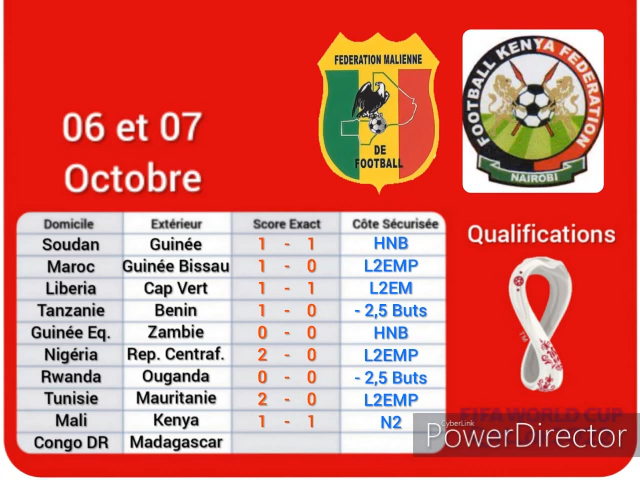 FEDERATION MALIENNE
DE
FOOTBALL
FOOTBALL KENYA FEDERATION
NAIROBI
06 et 07
Octobre
Domicile Extérieur Score Exact Côte Sécurisée
Soudan Guinée 1 - 1 HNB
Maroc Guinée Bissau 1 - 0 L2EMP
Liberia Cap Vert 1 - 1 L2EM
Tanzanie Benin 1 - 0 - 2,5 Buts
Guinée Eq. Zambie 0 - 0 HNB
Nigéria Rep. Centraf. 2 - 0 L2EMP
Rwanda Ouganda 0 - 0 - 2,5 Buts
Tunisie Mauritanie 2 - 0 L2EMP
Mali Kenya 1 - 1 N2
Congo DR Madagascar
Qualifications
TM
FIFA WORLD CUP
CyberLink
PowerDirector